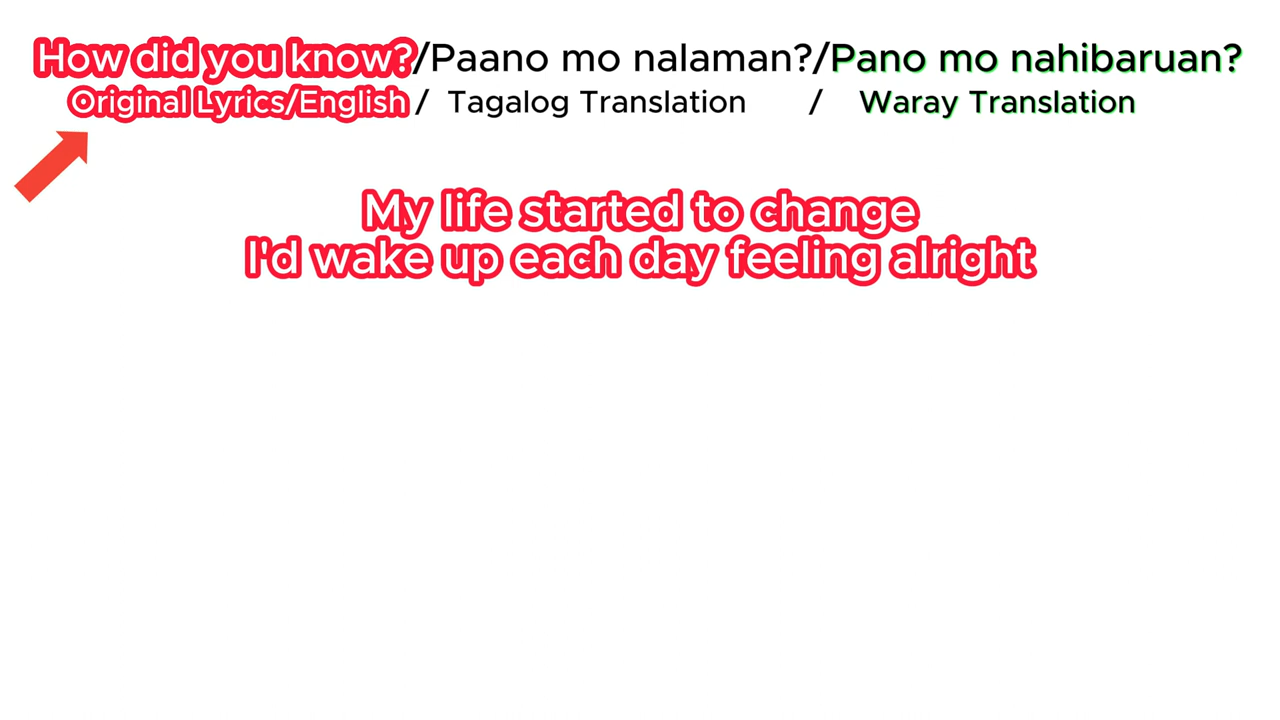 How did you know?/Paano mo nalaman?/Pano mo nahibaruan?
Original Lyrics/English / Tagalog Translation / Waray Translation
My life started to change
I'd wake up each day feeling alright